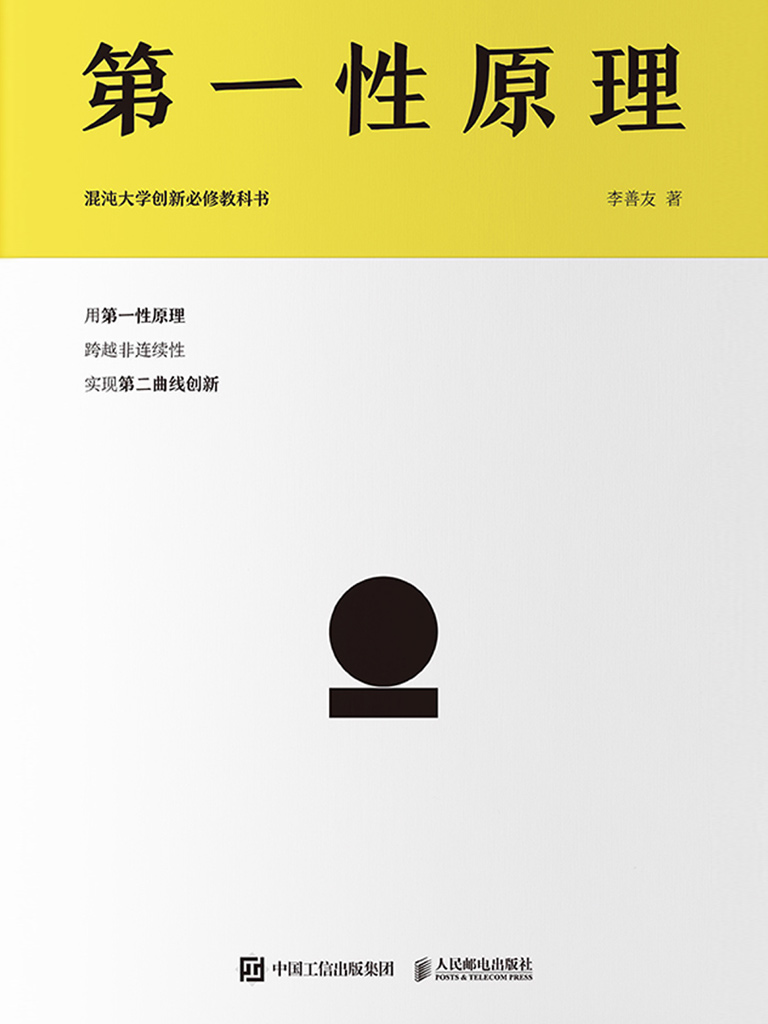 第一性原理
混沌大学创新必修教科书
李善友 著
用第一性原理
跨越非连续性
实现第二曲线创新
中国工信出版集团
人民邮电出版社
POSTS & TELECOM PRESS